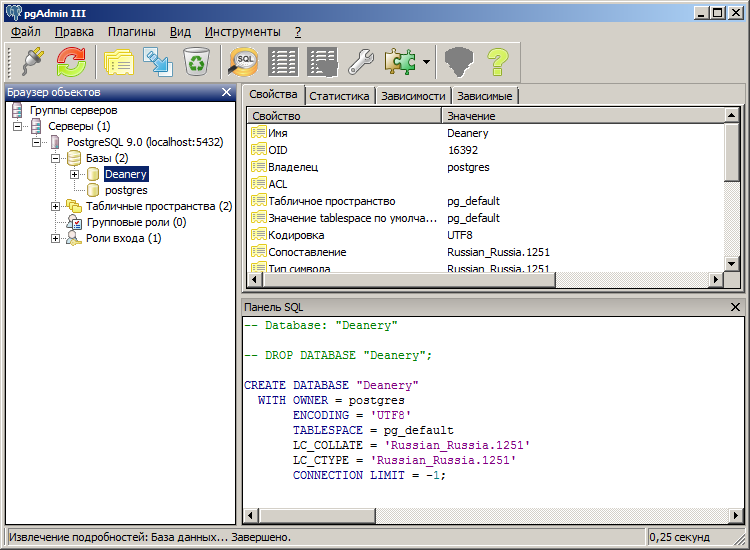 pgAdmin III
Файл Правка Плагины Вид Инструменты ?
SQL
Браузер объектов
Группы серверов
Серверы (1)
PostgreSQL 9.0 (localhost:5432)
Базы (2)
Deanery
postgres
Табличные пространства (2)
Групповые роли (0)
Роли входа (1)
Свойства Статистика Зависимости Зависимые
Свойство Значение
Имя Deanery
OID 16392
Владелец postgres
ACL
Табличное пространство pg_default
Значение tablespace по умолча... pg_default
Кодировка UTF8
Сопоставление Russian_Russia.1251
Тип символа Russian_Russia.1251
Панель SQL
-- Database: "Deanery"
-- DROP DATABASE "Deanery";
CREATE DATABASE "Deanery"
WITH OWNER = postgres
ENCODING = 'UTF8'
TABLESPACE = pg_default
LC_COLLATE = 'Russian_Russia.1251'
LC_CTYPE = 'Russian_Russia.1251'
CONNECTION LIMIT = -1;
Извлечение подробностей: База данных... Завершено. 0,25 секунд